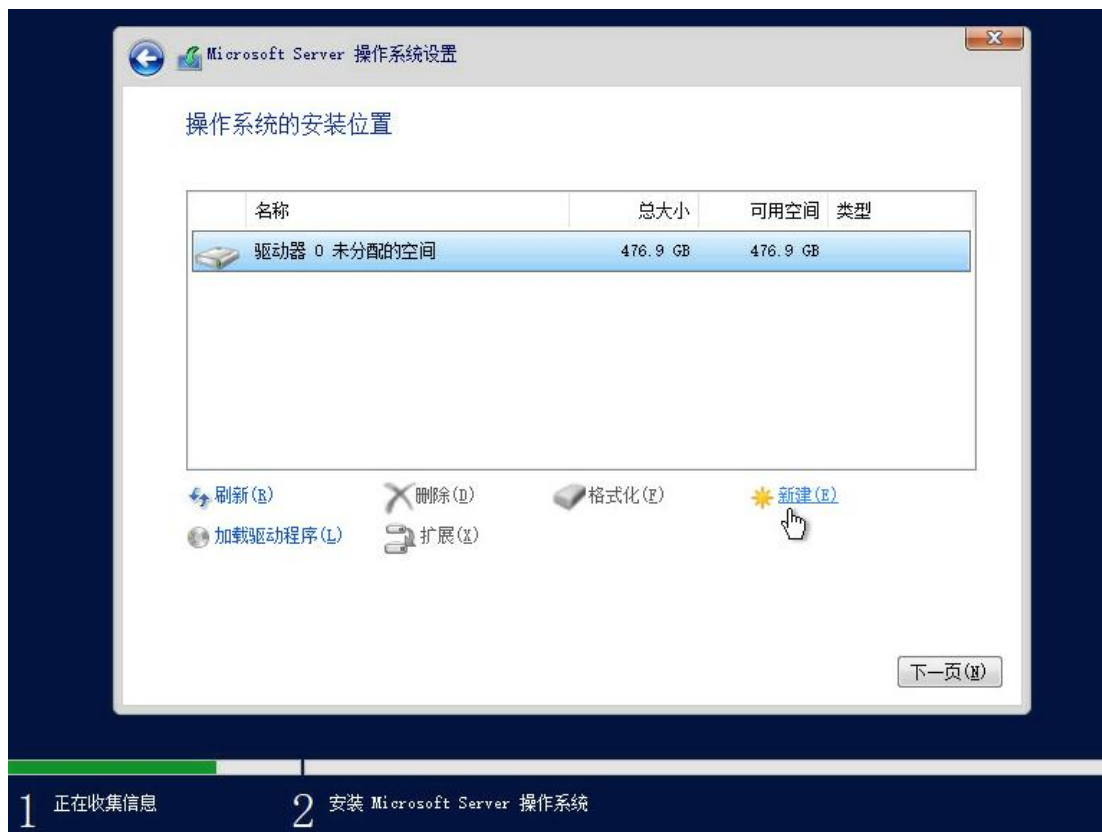 Microsoft Server 操作系统设置
操作系统的安装位置
名称 总大小 可用空间 类型
驱动器 0 未分配的空间 476.9 GB 476.9 GB
刷新(R) 删除(D) 格式化(F) 新建(E)
加载驱动程序(L) 扩展(X)
下一页(N)
1 正在收集信息 2 安装 Microsoft Server 操作系统